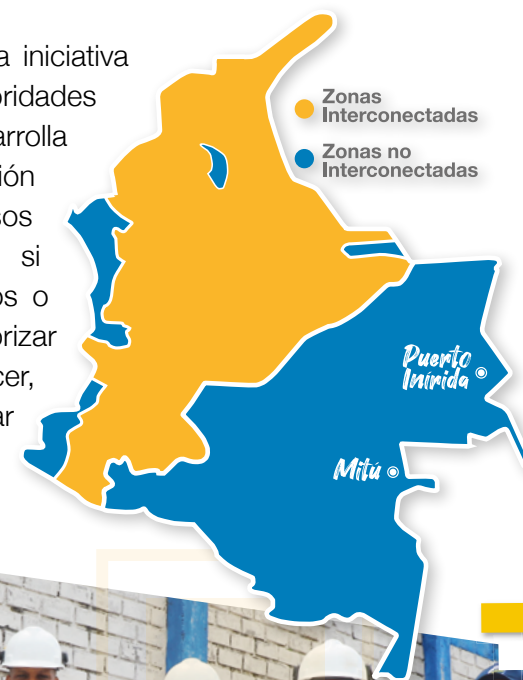 a iniciativa
oridades
arrolla
ión
sos
si
os o
orizar
cer,
ar
Zonas
Interconectadas
Zonas no
Interconectadas
Puerto
Inírida
Mitú